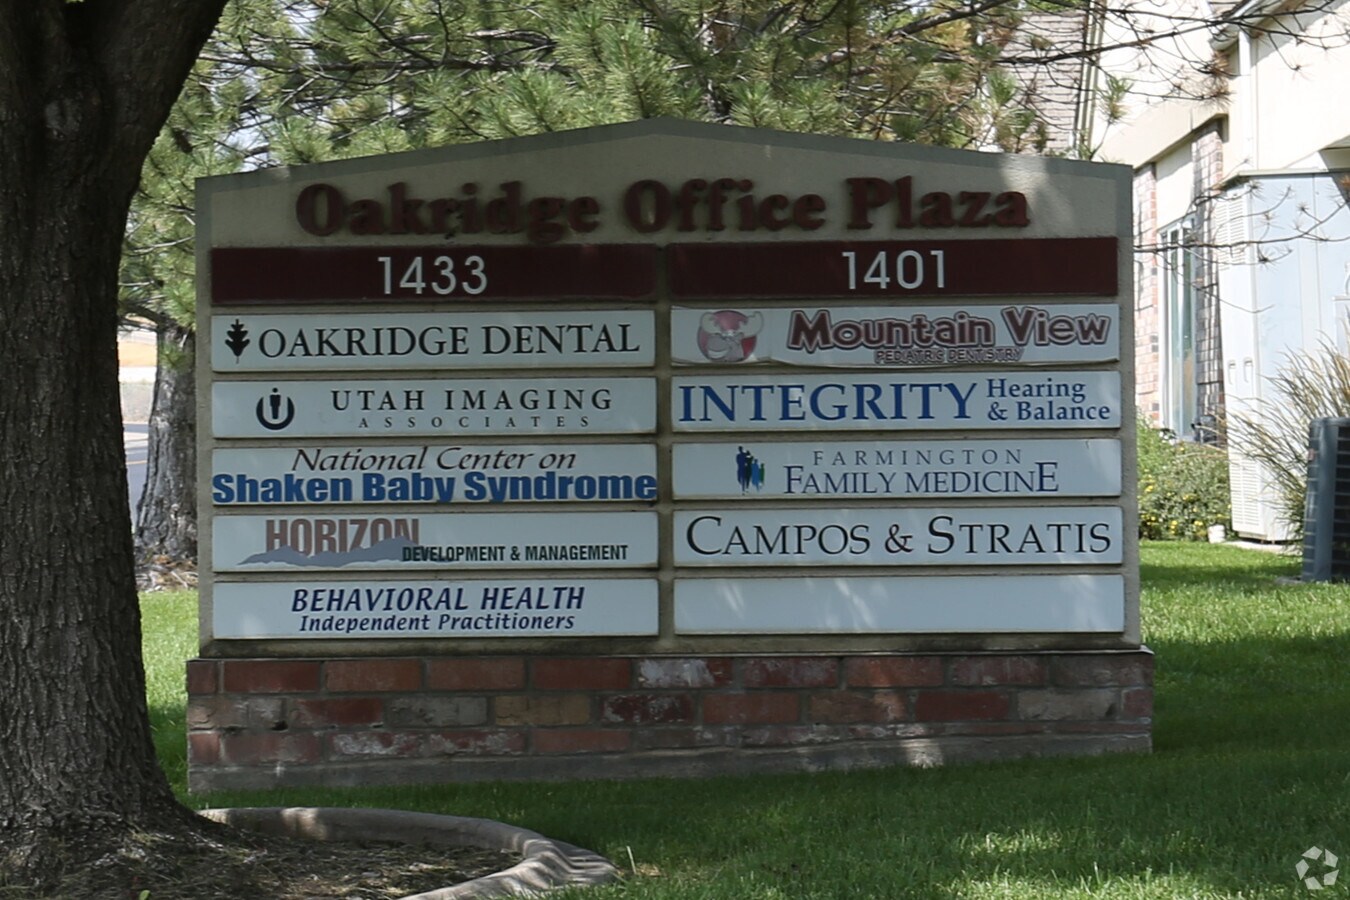 Oakridge Office Plaza
1433
OAKRIDGE DENTAL
UTAH IMAGING
ASSOCIATES
National Center on
Shaken Baby Syndrome
HORIZON
DEVELOPMENT & MANAGEMENT
BEHAVIORAL HEALTH
Independent Practitioners
1401
Mountain View
PEDIATRIC DENTISTRY
INTEGRITY Hearing
& Balance
FARMINGTON
FAMILY MEDICINE
CAMPOS & STRATIS